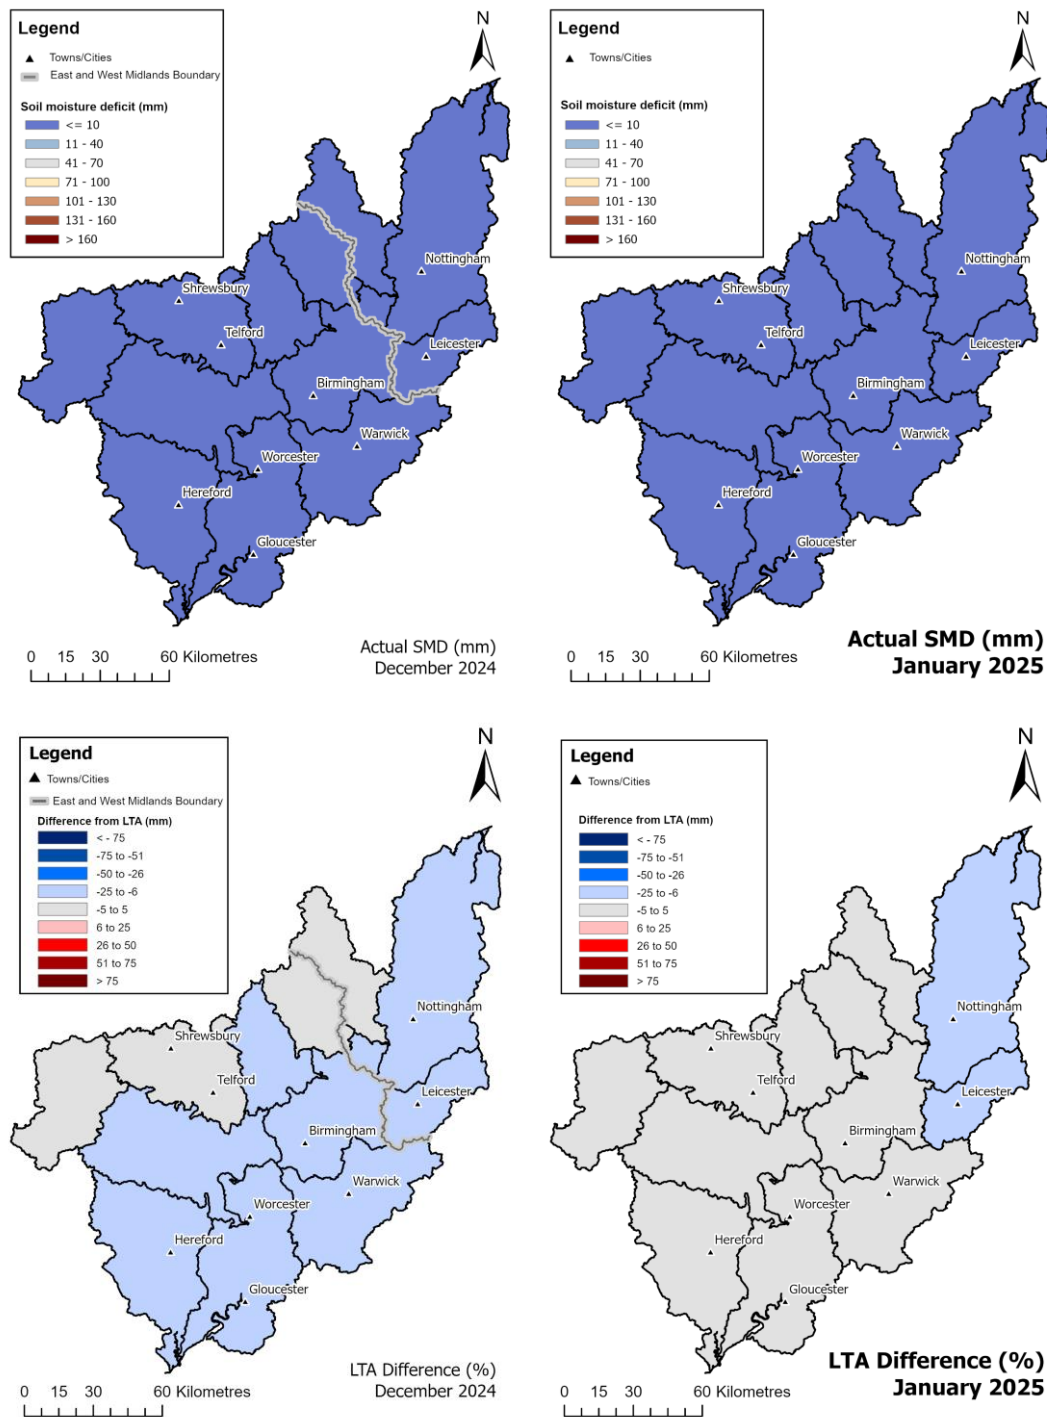 Legend
Towns/Cities
East and West Midlands Boundary
Soil moisture deficit (mm)
<= 10
11 - 40
41 - 70
71 - 100
101 - 130
131 - 160
> 160
N
Nottingham
Shrewsbury
Telford
Leicester
Birmingham
Warwick
Worcester
Hereford
Gloucester
0 15 30 60 Kilometres
Actual SMD (mm)
December 2024
Legend
Towns/Cities
Soil moisture deficit (mm)
<= 10
11 - 40
41 - 70
71 - 100
101 - 130
131 - 160
> 160
N
Nottingham
Shrewsbury
Telford
Leicester
Birmingham
Warwick
Worcester
Hereford
Gloucester
0 15 30 60 Kilometres
Actual SMD (mm)
January 2025
Legend
Towns/Cities
East and West Midlands Boundary
Difference from LTA (mm)
< - 75
-75 to -51
-50 to -26
-25 to -6
-5 to 5
6 to 25
26 to 50
51 to 75
> 75
N
Nottingham
Shrewsbury
Telford
Leicester
Birmingham
Warwick
Worcester
Hereford
Gloucester
0 15 30 60 Kilometres
LTA Difference (%)
December 2024
Legend
Towns/Cities
Difference from LTA (mm)
< - 75
-75 to -51
-50 to -26
-25 to -6
-5 to 5
6 to 25
26 to 50
51 to 75
> 75
N
Nottingham
Shrewsbury
Telford
Leicester
Birmingham
Warwick
Worcester
Hereford
Gloucester
0 15 30 60 Kilometres
LTA Difference (%)
January 2025